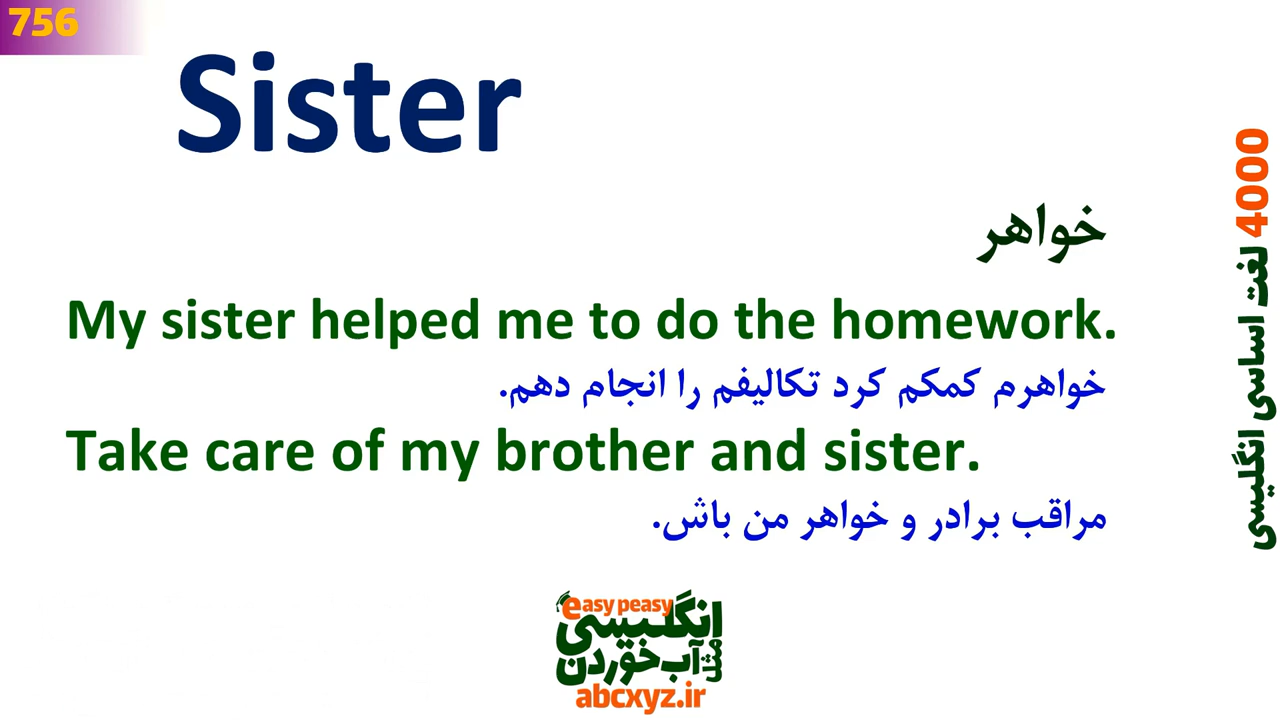 756
Sister
خواهر
My sister helped me to do the homework.
خواهرم کمکم کرد تکالیفم را انجام دهم.
Take care of my brother and sister.
مراقب برادر و خواهر من باش.
4000 لغت اساسی انگلیسی
easy peasy
انگلیسی
مثل آب خوردن
abcxyz.ir